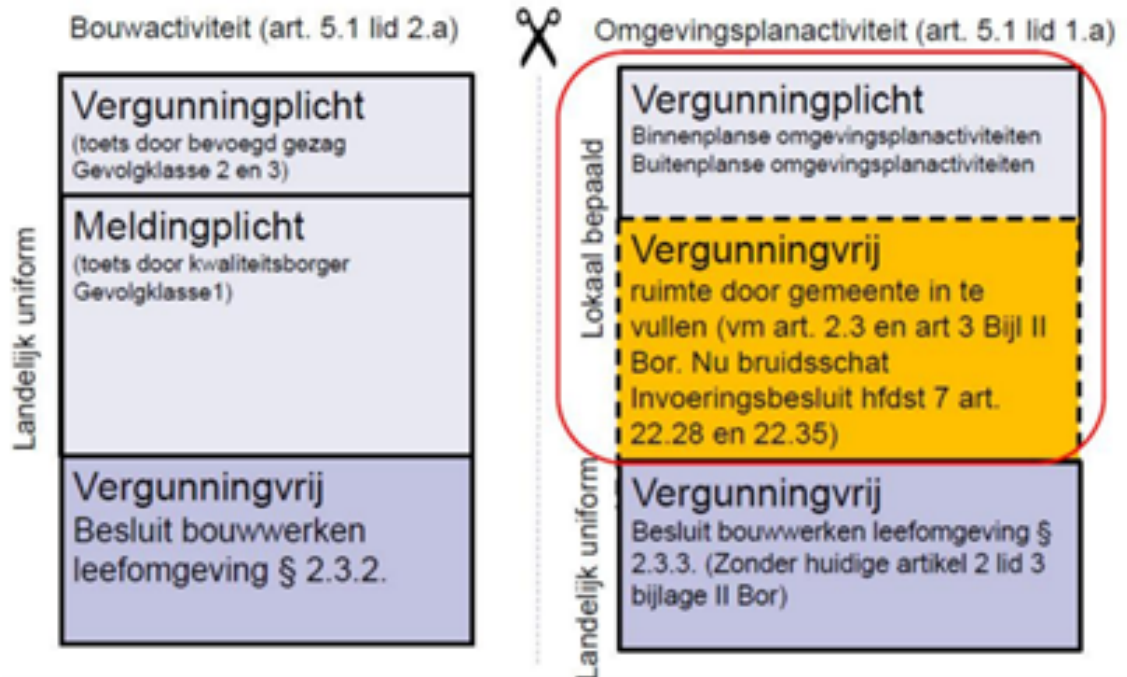 Bouwactiviteit (art. 5.1 lid 2.a)
Landelijk uniform
Vergunningplicht
(toets door bevoegd gezag
Gevolgklasse 2 en 3)
Meldingplicht
(toets door kwaliteitsborger
Gevolgklasse1)
Vergunningvrij
Besluit bouwwerken
leefomgeving § 2.3.2.
Omgevingsplanactiviteit (art. 5.1 lid 1.a)
Lokaal bepaald
Vergunningplicht
Binnenplanse omgevingsplanactiviteiten
Buitenplanse omgevingsplanactiviteiten
Vergunningvrij
ruimte door gemeente in te
vullen (vm art. 2.3 en art 3 Bijl II
Bor. Nu bruidsschat
Invoeringsbesluit hfdst 7 art.
22.28 en 22.35)
Landelijk uniform
Vergunningvrij
Besluit bouwwerken leefomgeving §
2.3.3. (Zonder huidige artikel 2 lid 3
bijlage II Bor)